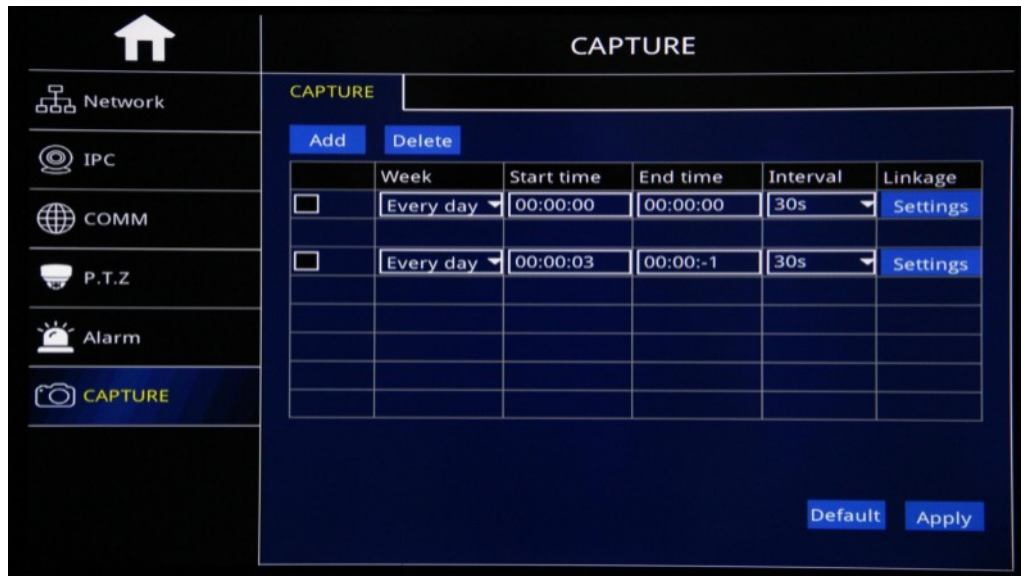 CAPTURE
Network
IPC
COMM
P.T.Z
Alarm
CAPTURE
CAPTURE
Add Delete
Week Start time End time Interval Linkage
Every day 00:00:00 00:00:00 30s Settings
Every day 00:00:03 00:00:-1 30s Settings
Default Apply